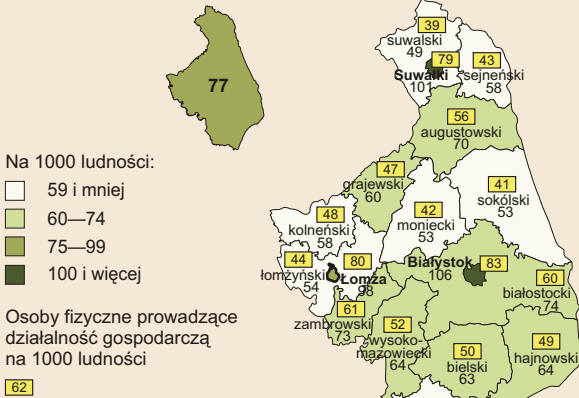 77
Na 1000 ludności:
59 i mniej
60—74
75—99
100 i więcej
Osoby fizyczne prowadzące
działalność gospodarczą
na 1000 ludności
62
39
suwalski
49
79
Suwałki
101
43
sejneński
58
56
augustowski
70
47
grajewski
60
41
sokólski
53
42
moniecki
53
48
kolneński
58
44
łomżyński
54
80
Łomża
98
83
Białystok
106
60
białostocki
74
61
zambrowski
73
52
wysoko-
mazowiecki
64
50
bielski
63
49
hajnowski
64